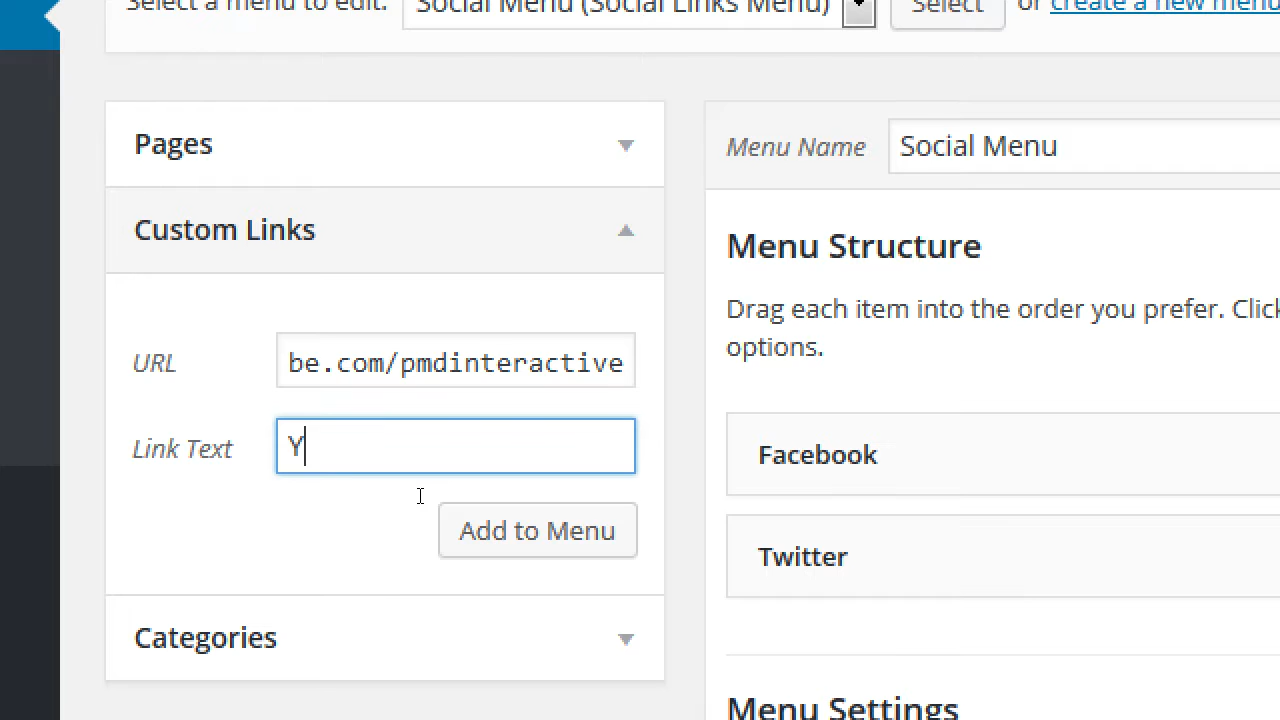 Select a menu to edit: Social Menu (Social Links Menu) Select or create a new menu
Pages
Custom Links
URL be.com/pmdinteractive
Link Text Y
Add to Menu
Categories
Menu Name Social Menu
Menu Structure
Drag each item into the order you prefer. Click
options.
Facebook
Twitter
Menu Settings